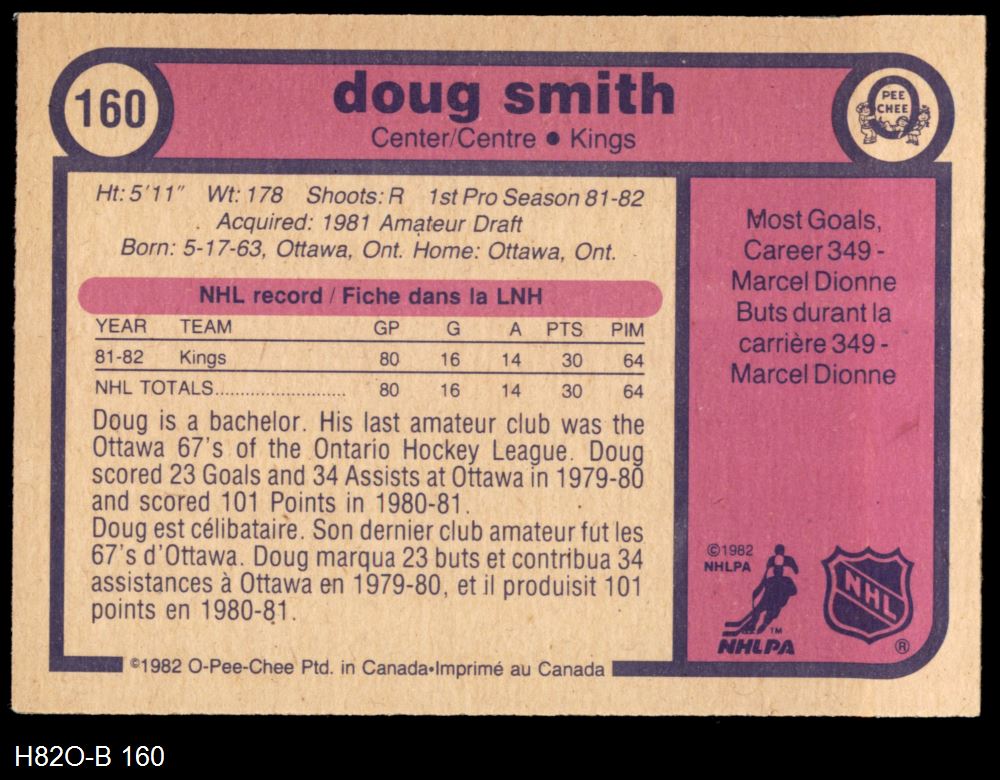 160
doug smith
Center/Centre • Kings
PEE
CHEE
Ht: 5'11" Wt: 178 Shoots: R 1st Pro Season 81-82
Acquired: 1981 Amateur Draft
Born: 5-17-63, Ottawa, Ont. Home: Ottawa, Ont.
NHL record / Fiche dans la LNH
YEAR TEAM GP G A PTS PIM
81-82 Kings 80 16 14 30 64
NHL TOTALS.......................... 80 16 14 30 64
Doug is a bachelor. His last amateur club was the
Ottawa 67's of the Ontario Hockey League. Doug
scored 23 Goals and 34 Assists at Ottawa in 1979-80
and scored 101 Points in 1980-81.
Doug est célibataire. Son dernier club amateur fut les
67's d'Ottawa. Doug marqua 23 buts et contribua 34
assistances à Ottawa en 1979-80, et il produisit 101
points en 1980-81.
©1982 O-Pee-Chee Ptd. in Canada•Imprimé au Canada
Most Goals,
Career 349 -
Marcel Dionne
Buts durant la
carrière 349 -
Marcel Dionne
©1982
NHLPA
TM
NHLPA
NHL
®
H82O-B 160